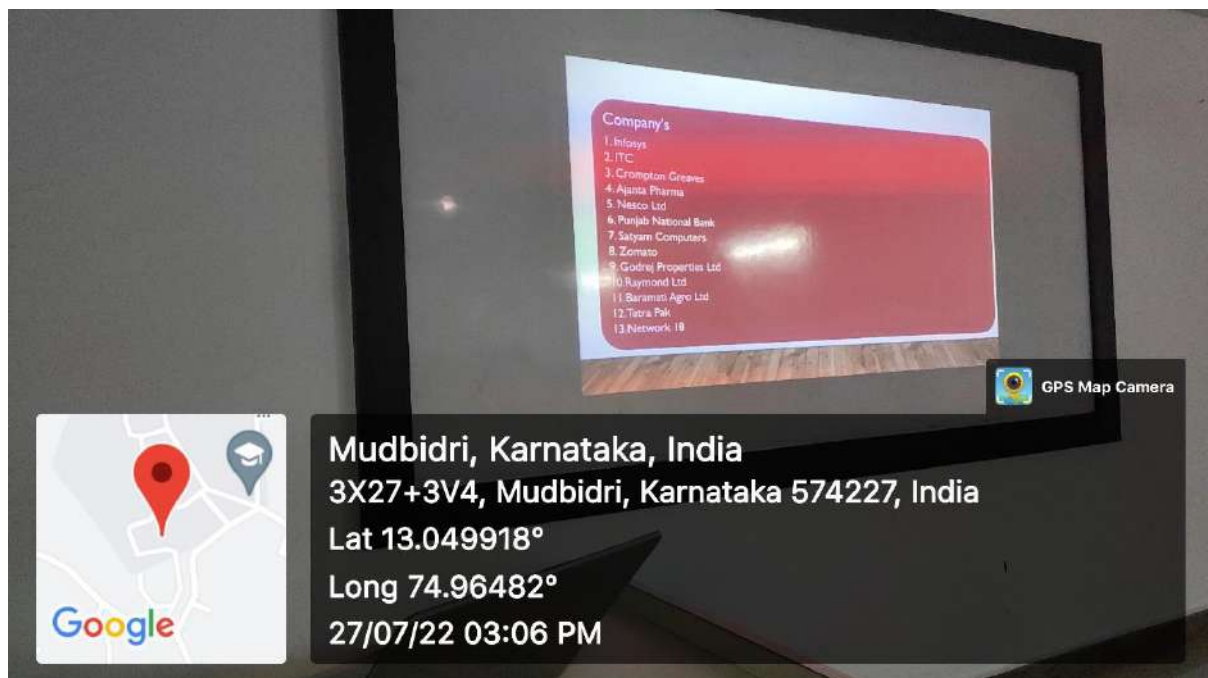 Company's
1. Infosys
2. ITC
3. Crompton Greaves
4. Ajanta Pharma
5. Nesco Ltd
6. Punjab National Bank
7. Satyam Computers
8. Zomato
9. Godrej Properties Ltd
10.Raymond Ltd
11.Baramati Agro Ltd
12.Tetra Pak
13.Network 18
GPS Map Camera
Mudbidri, Karnataka, India
3X27+3V4, Mudbidri, Karnataka 574227, India
Lat 13.049918°
Long 74.96482°
27/07/22 03:06 PM
Google